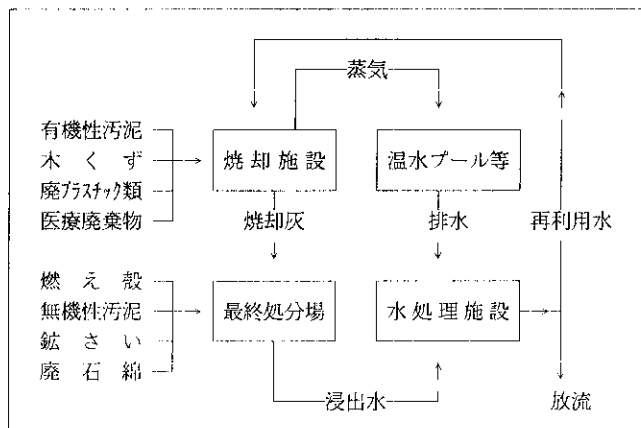 蒸気
有機性汚泥
木くず
廃プラスチック類
医療廃棄物
焼却施設
温水プール等
焼却灰
排水
再利用水
燃え殻
無機性汚泥
鉱さい
廃石綿
最終処分場
水処理施設
浸出水
放流